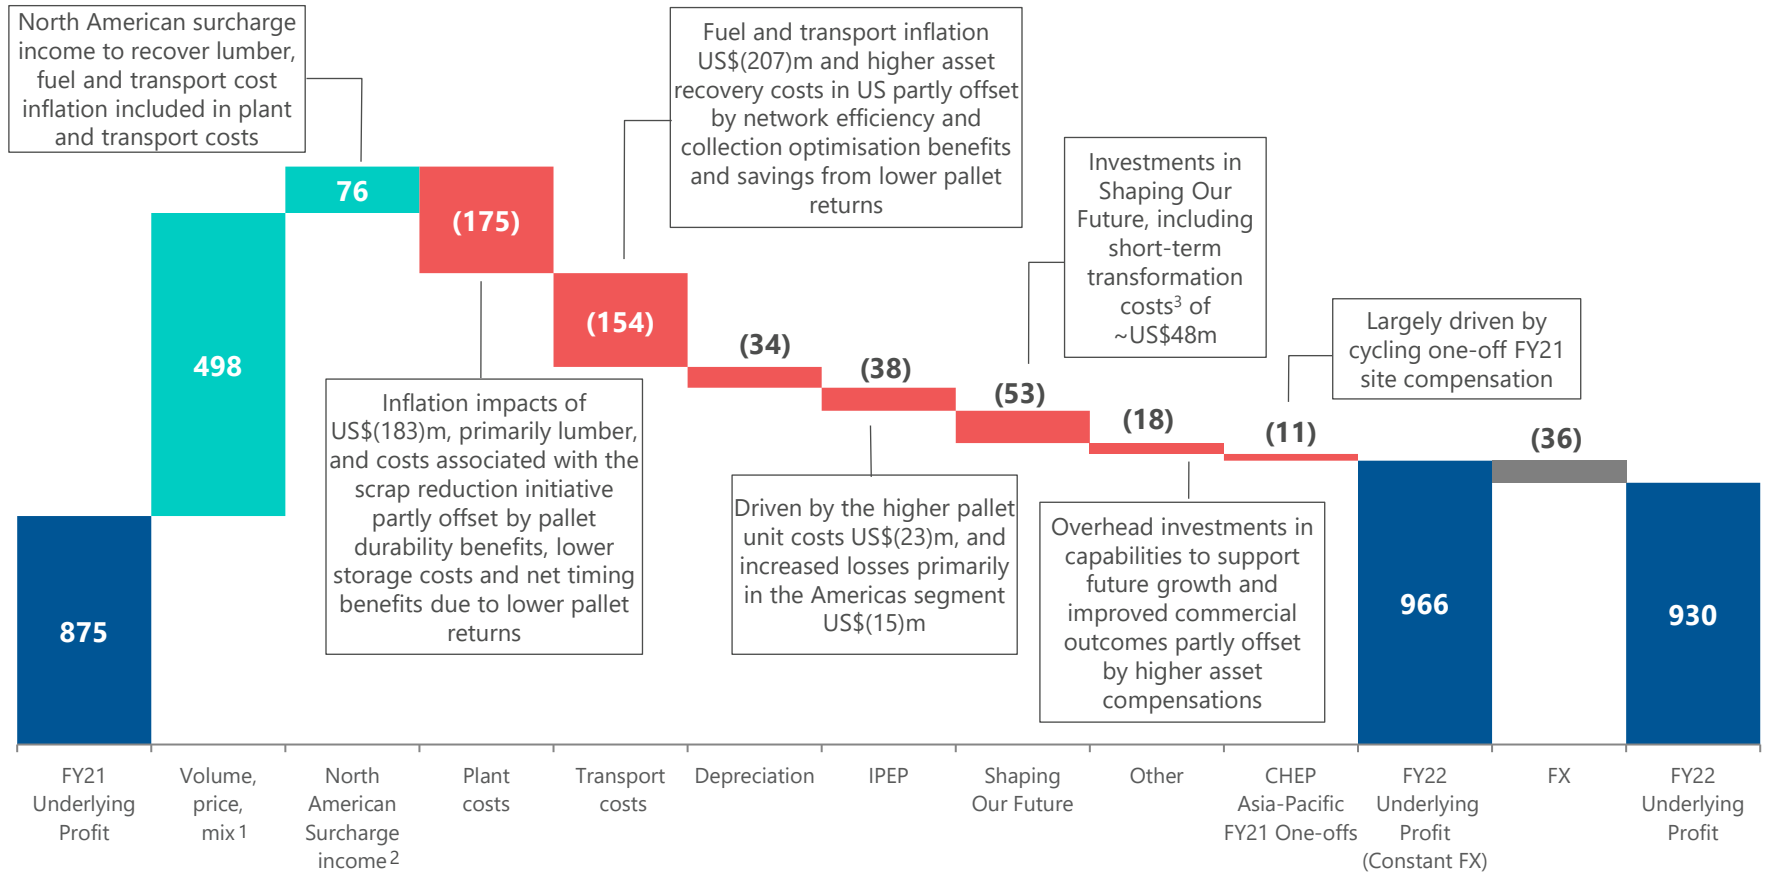 North American surcharge
income to recover lumber,
fuel and transport cost
inflation included in plant
and transport costs
Fuel and transport inflation
US$(207)m and higher asset
recovery costs in US partly offset
by network efficiency and
collection optimisation benefits
and savings from lower pallet
returns
Investments in
Shaping Our
Future, including
short-term
transformation
costs3 of
~US$48m
Largely driven by
cycling one-off FY21
site compensation
875
498
76
(175)
(154)
(34)
(38)
(53)
(18)
(11)
966
(36)
930
Inflation impacts of
US$(183)m, primarily lumber,
and costs associated with the
scrap reduction initiative
partly offset by pallet
durability benefits, lower
storage costs and net timing
benefits due to lower pallet
returns
Driven by the higher pallet
unit costs US$(23)m, and
increased losses primarily
in the Americas segment
US$(15)m
Overhead investments in
capabilities to support
future growth and
improved commercial
outcomes partly offset
by higher asset
compensations
FY21
Underlying
Profit
Volume,
price,
mix1
North
American
Surcharge
income2
Plant
costs
Transport
costs
Depreciation
IPEP
Shaping
Our Future
Other
CHEP
Asia-Pacific
FY21 One-offs
FY22
Underlying
Profit
(Constant FX)
FX
FY22
Underlying
Profit